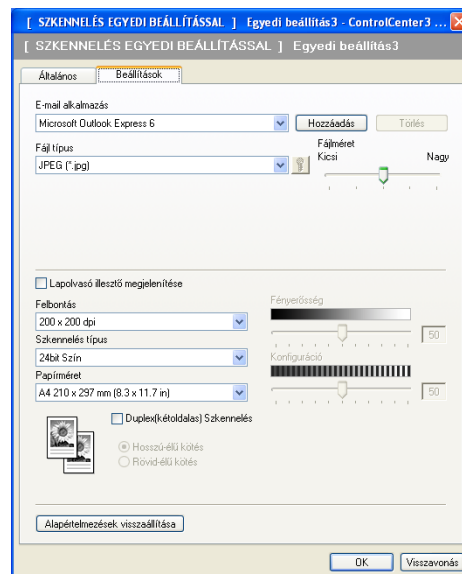 [ SZKENNELÉS EGYEDI BEÁLLÍTÁSSAL ] Egyedi beállítás3 - ControlCenter3 ...
[ SZKENNELÉS EGYEDI BEÁLLÍTÁSSAL ] Egyedi beállítás3
Általános Beállítások
E-mail alkalmazás
Microsoft Outlook Express 6 Hozzáadás Törlés
Fájl típus Fájlméret
Kicsi Nagy
JPEG (*.jpg)
Lapolvasó illesztő megjelenítése
Felbontás Fényerősség
200 x 200 dpi 50
Szkennelés típus
24bit Szín Konfiguráció
Papírméret
A4 210 x 297 mm (8.3 x 11.7 in) 50
Duplex(kétoldalas) Szkennelés
Hosszú-élű kötés
Rövid-élű kötés
Alapértelmezések visszaállítása
OK Visszavonás